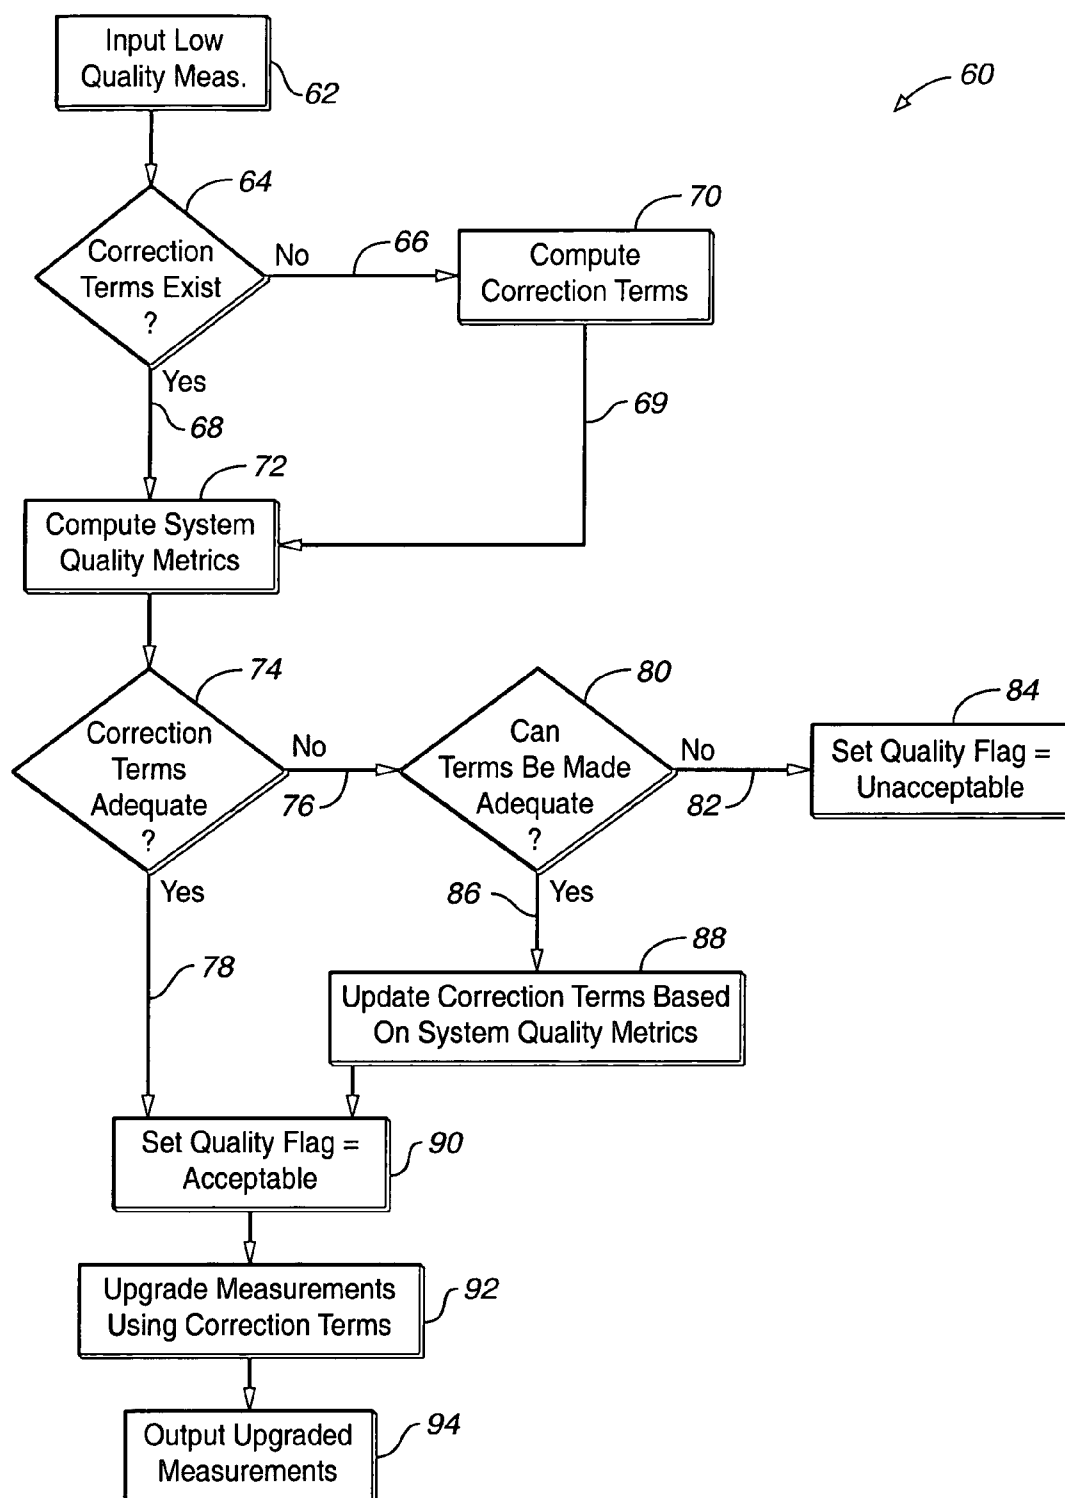 Input Low
Quality Meas.
62
60
64
Correction
Terms Exist
?
No
66
70
Compute
Correction Terms
Yes
68
69
72
Compute System
Quality Metrics
74
Correction
Terms
Adequate
?
No
76
80
Can
Terms Be Made
Adequate
?
No
82
84
Set Quality Flag =
Unacceptable
Yes
78
86
Yes
88
Update Correction Terms Based
On System Quality Metrics
Set Quality Flag =
Acceptable
90
Upgrade Measurements
Using Correction Terms
92
Output Upgraded
Measurements
94